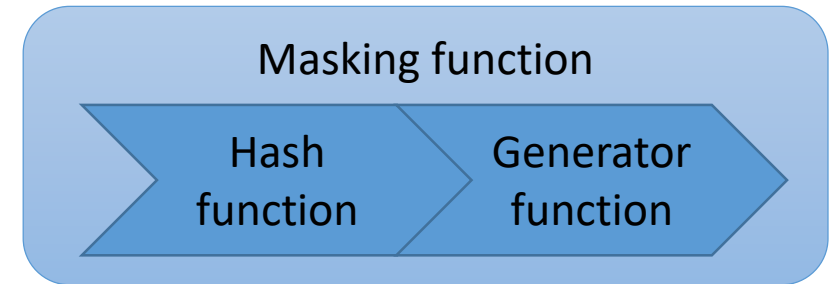 Masking function
Hash
function
Generator
function